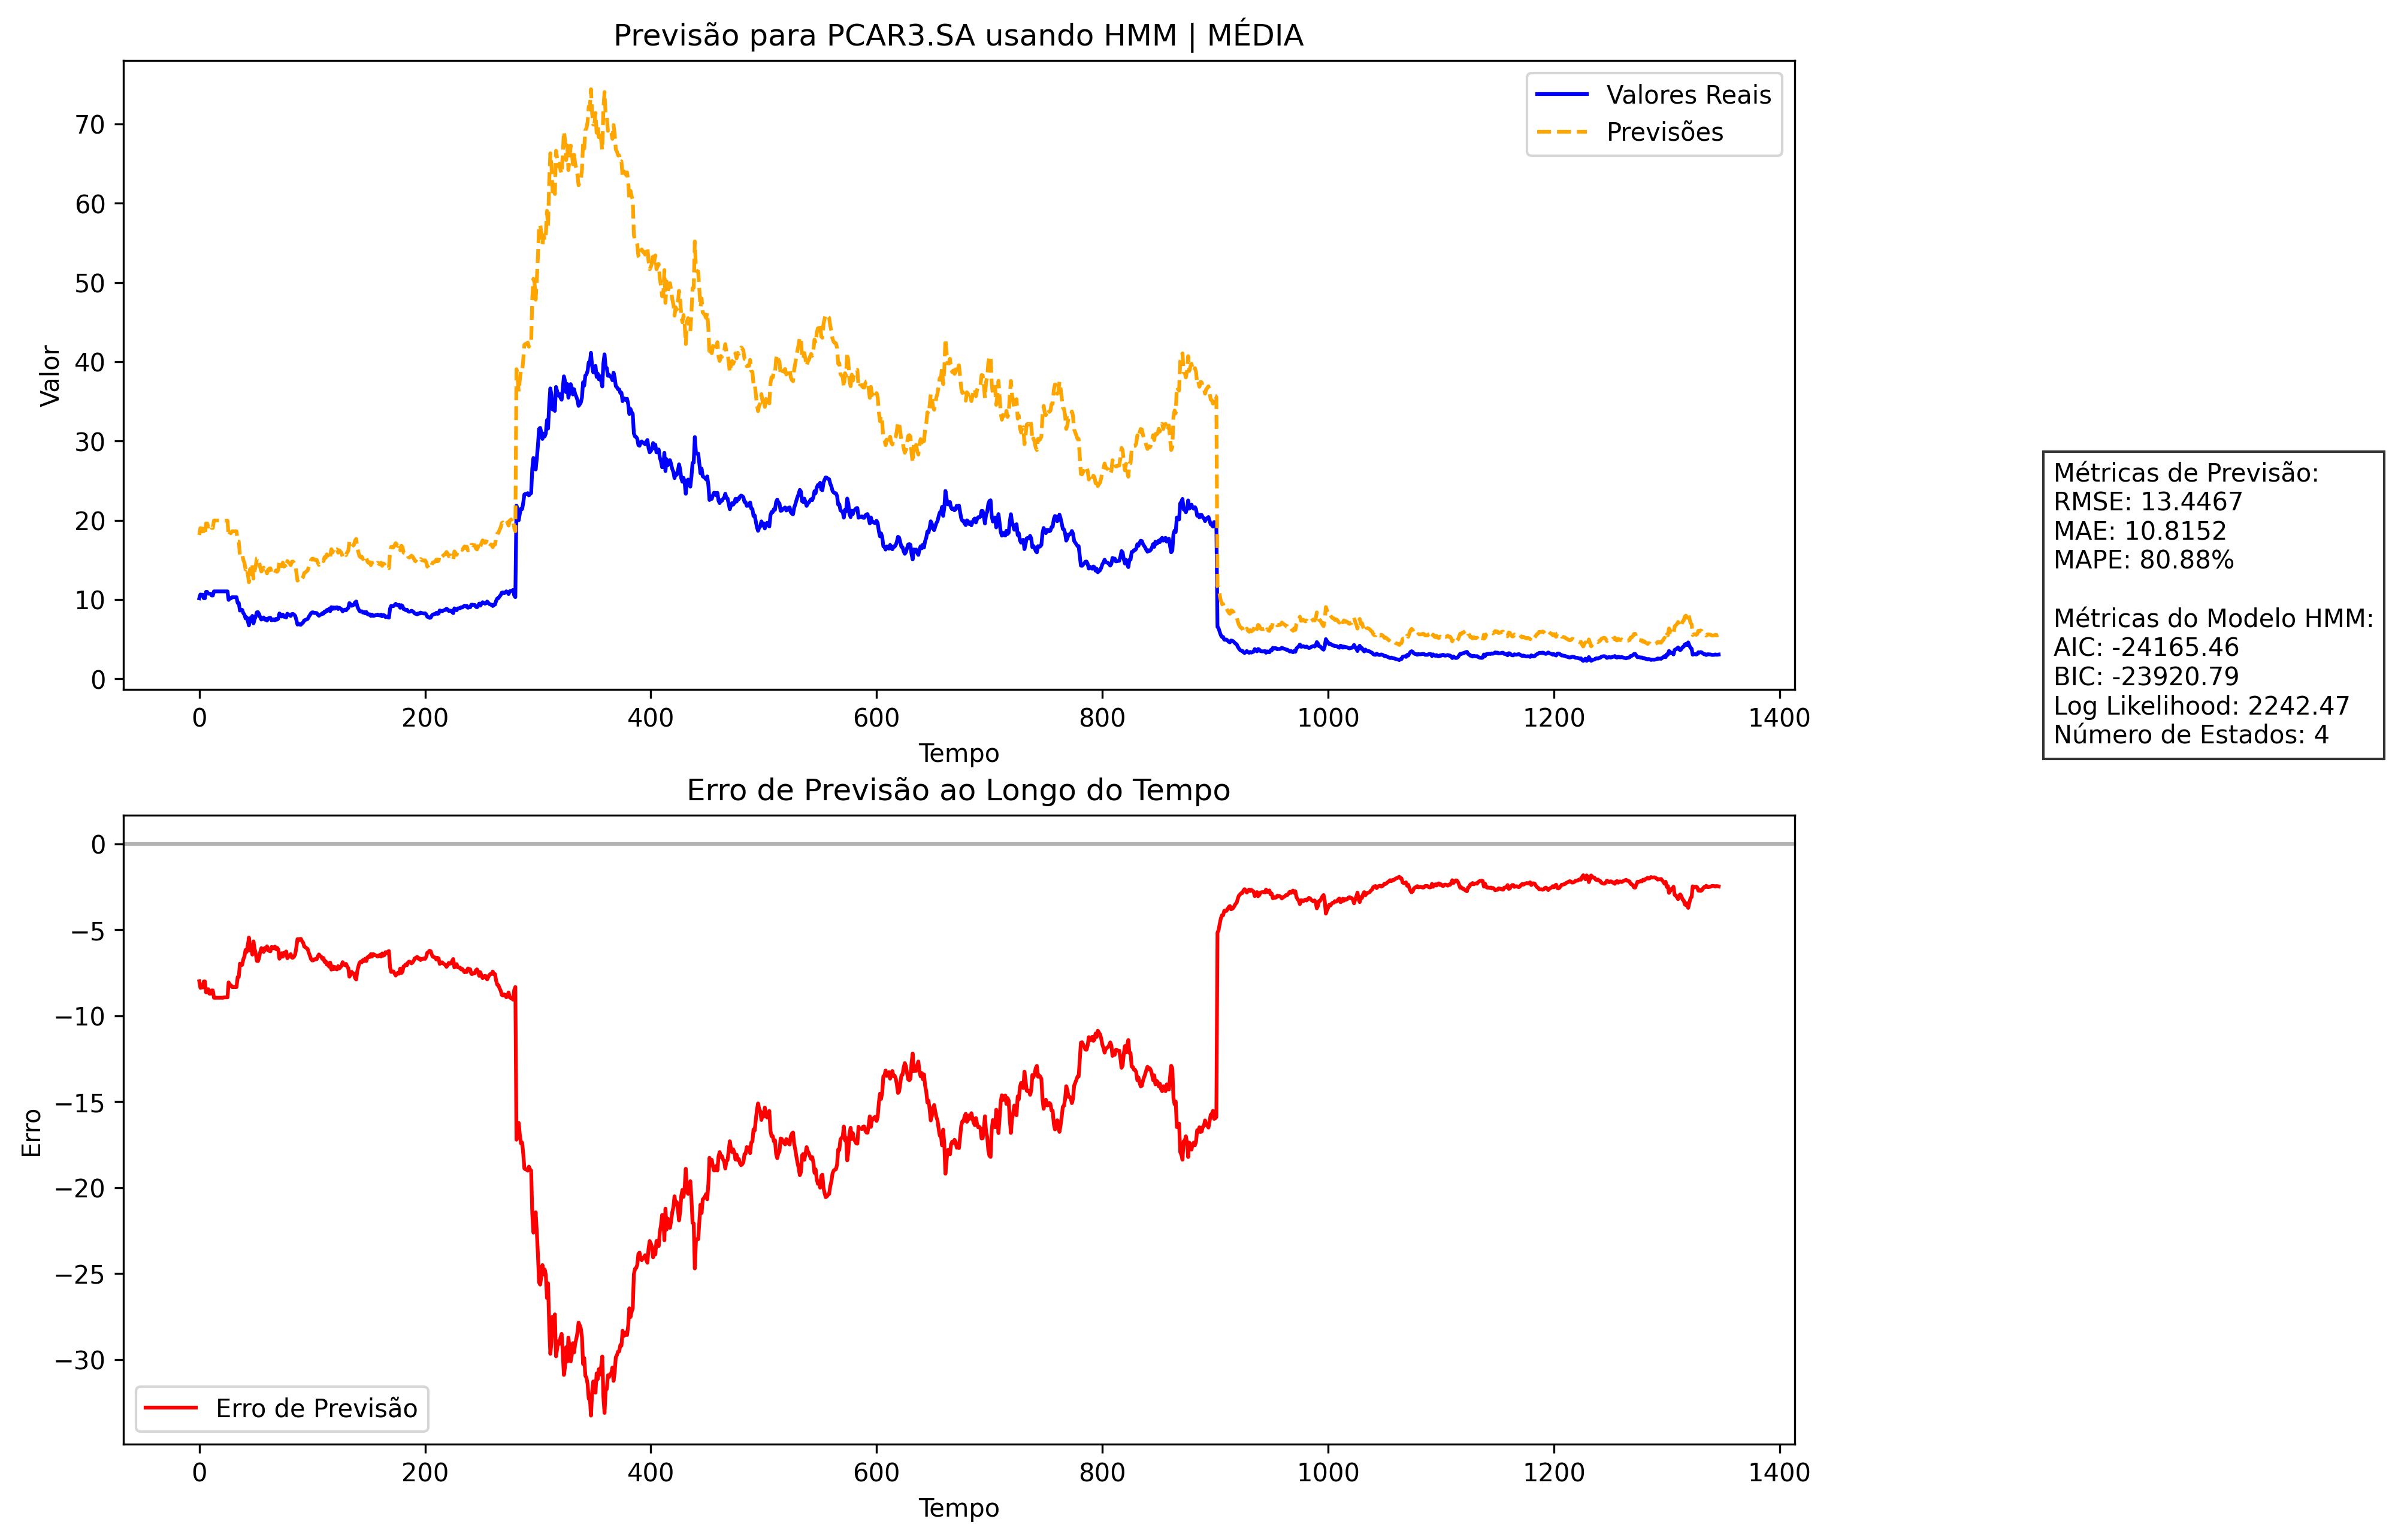 Previsão para PCAR3.SA usando HMM | MÉDIA
Valores Reais
Previsões
Valor
70
60
50
40
30
20
10
0
0 200 400 600 800 1000 1200 1400
Tempo
Métricas de Previsão:
RMSE: 13.4467
MAE: 10.8152
MAPE: 80.88%
Métricas do Modelo HMM:
AIC: -24165.46
BIC: -23920.79
Log Likelihood: 2242.47
Número de Estados: 4
Erro de Previsão ao Longo do Tempo
Erro
0
−5
−10
−15
−20
−25
−30
Erro de Previsão
0 200 400 600 800 1000 1200 1400
Tempo